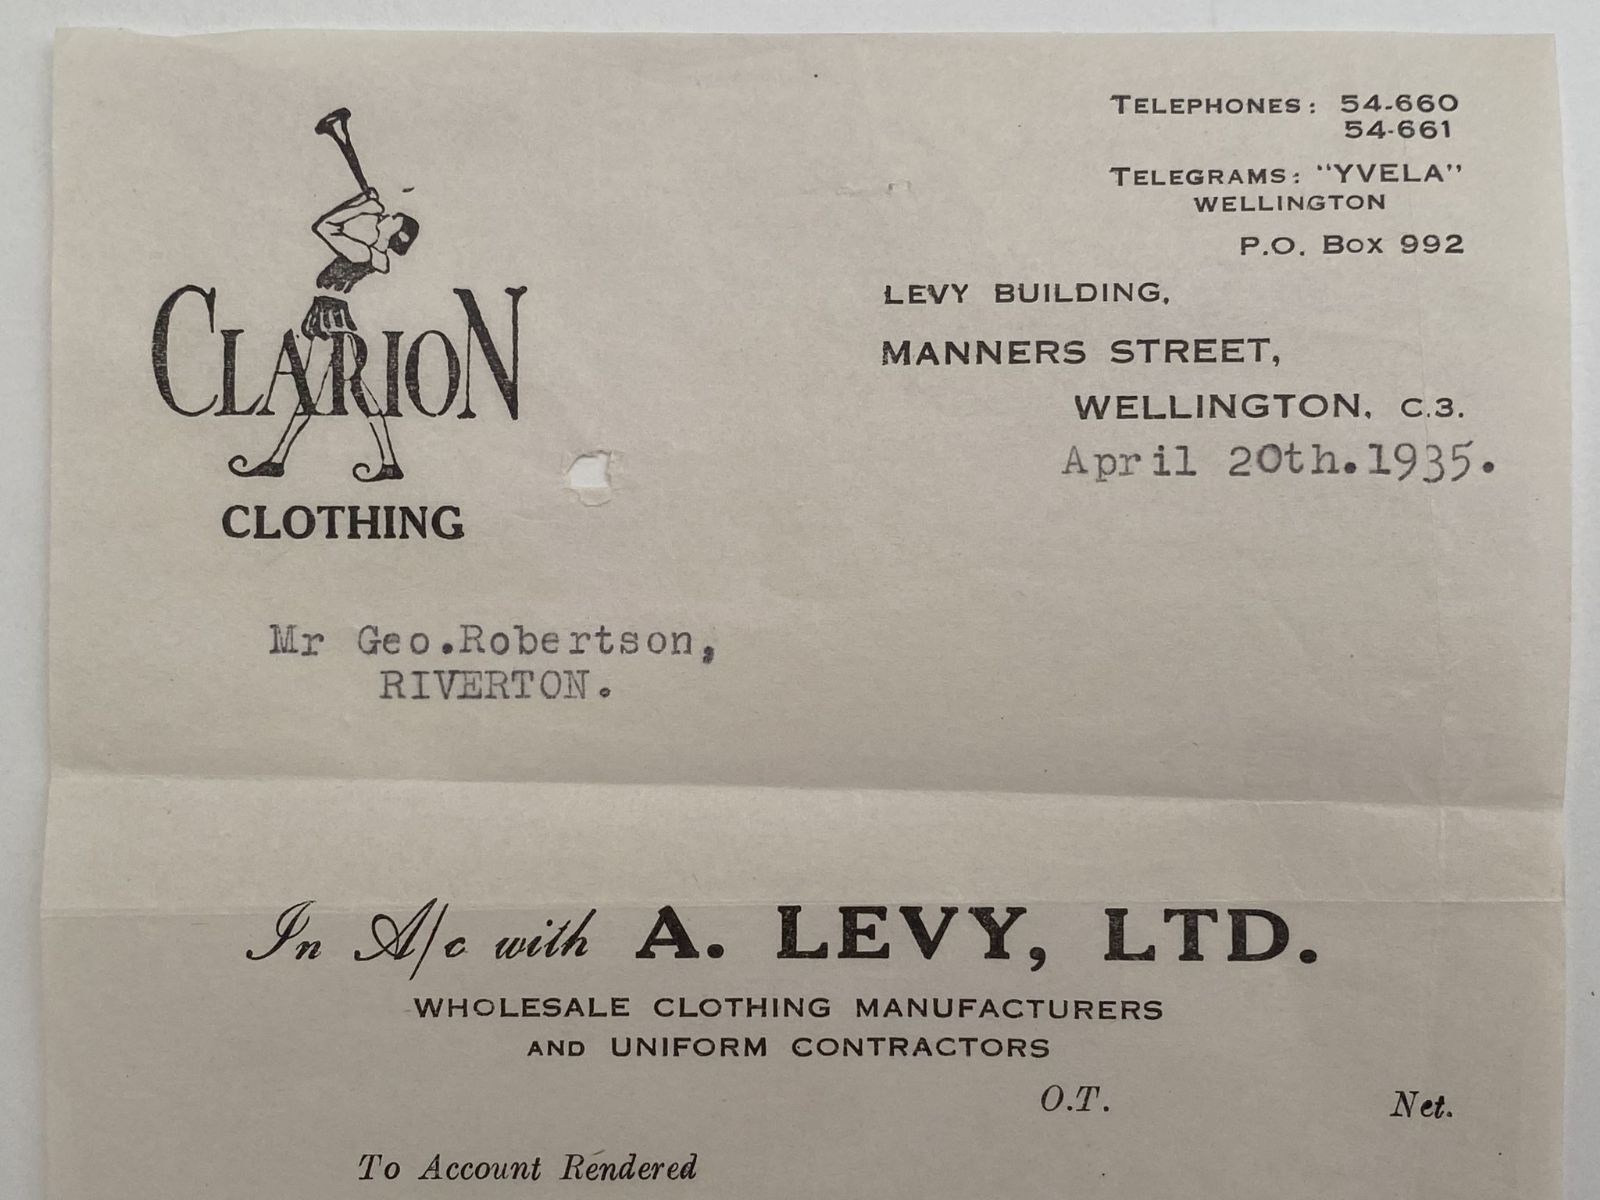 TELEPHONES: 54-660
54-661
TELEGRAMS: "YVELA"
WELLINGTON
P.O. BOX 992
LEVY BUILDING,
MANNERS STREET,
WELLINGTON, C.3.
April 20th.1935.
CLARION
CLOTHING
Mr Geo.Robertson,
RIVERTON.
In A/c with A. LEVY, LTD.
WHOLESALE CLOTHING MANUFACTURERS
AND UNIFORM CONTRACTORS
O.T. Net.
To Account Rendered